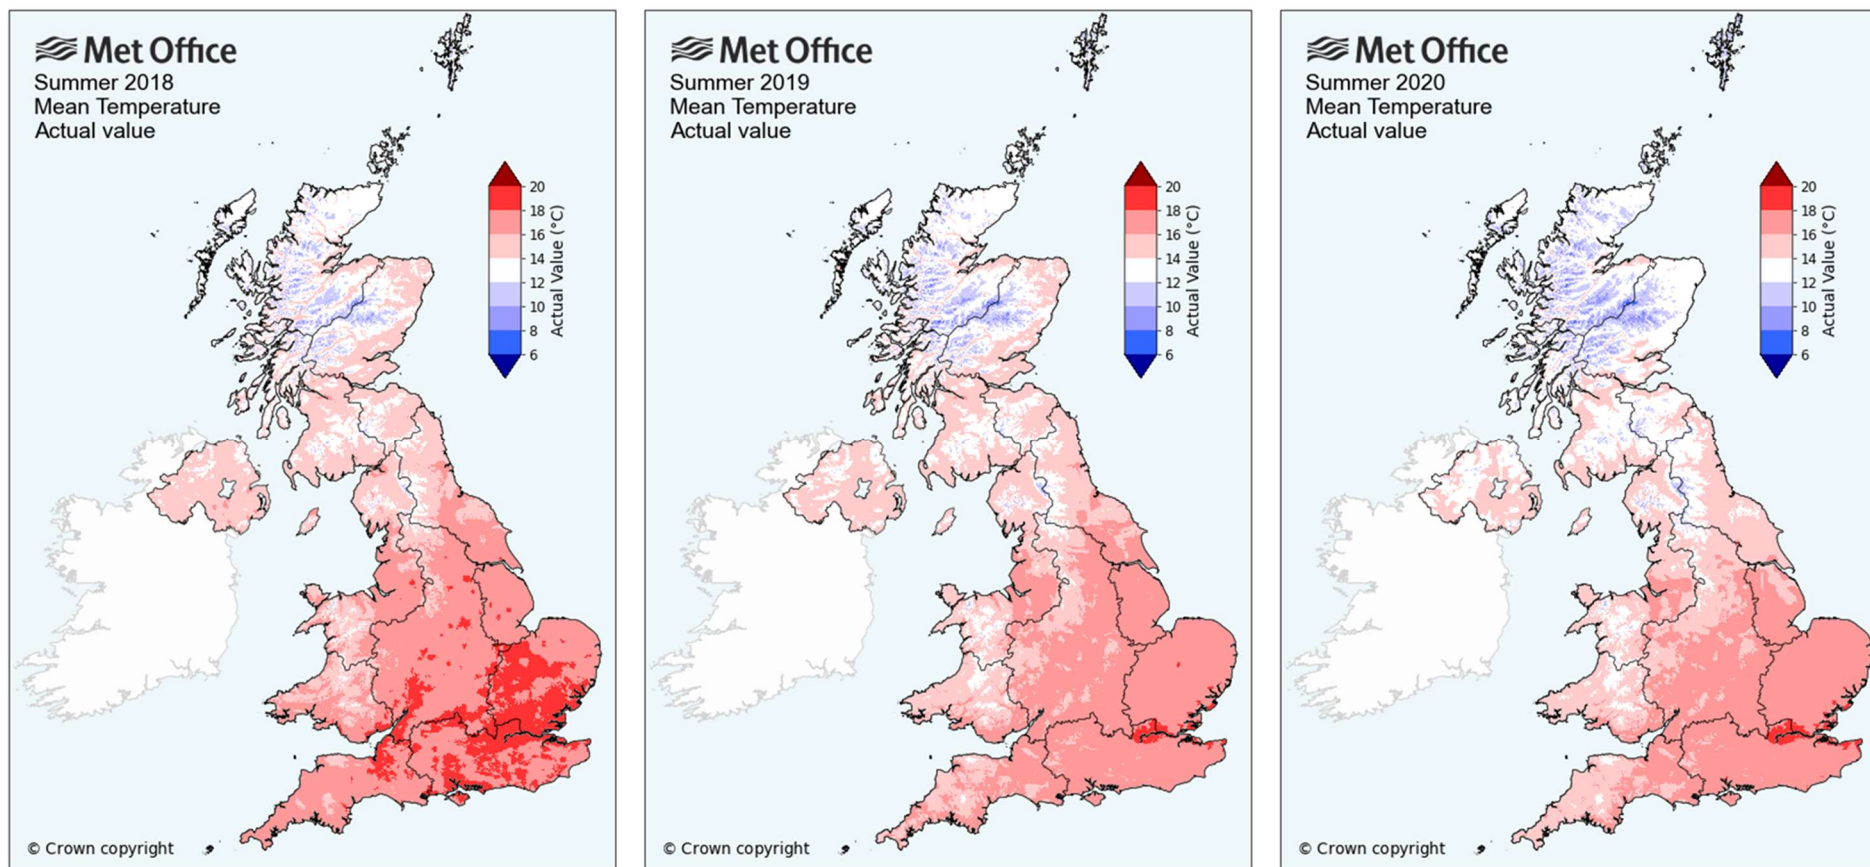 Met Office
Summer 2018
Mean Temperature
Actual value
20
18
16
14
12
10
8
6
Actual Value (°C)
© Crown copyright
Met Office
Summer 2019
Mean Temperature
Actual value
20
18
16
14
12
10
8
6
Actual Value (°C)
© Crown copyright
Met Office
Summer 2020
Mean Temperature
Actual value
20
18
16
14
12
10
8
6
Actual Value (°C)
© Crown copyright